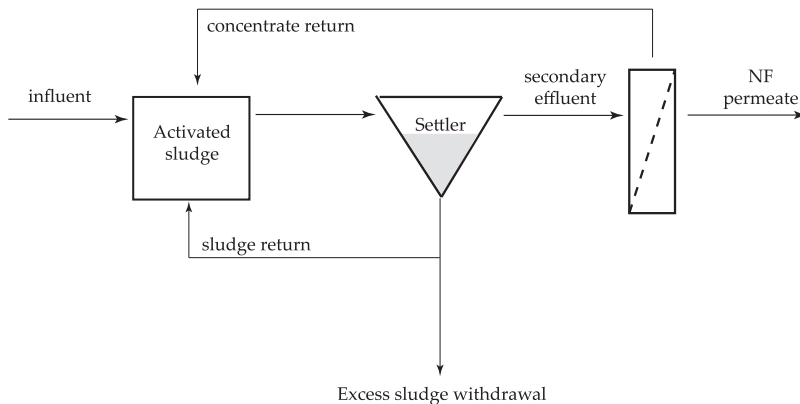 concentrate return
influent
Activated
sludge
Settler
secondary
effluent
NF
permeate
sludge return
Excess sludge withdrawal